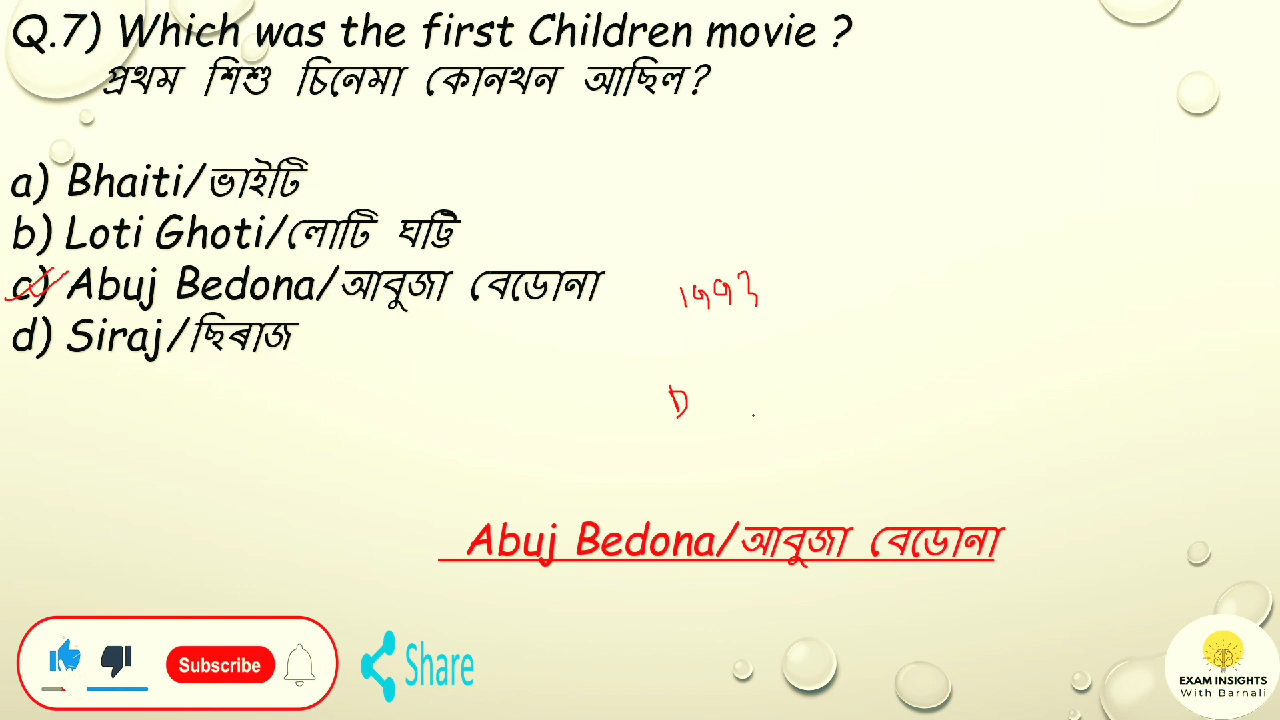 Q.7) Which was the first Children movie ?
প্ৰথম শিশু চিনেমা কোনখন আছিল?
a) Bhaiti/ভাইটি
b) Loti Ghoti/লোটি ঘট্টি
c) Abuj Bedona/আবুজা বেডোনা
d) Siraj/ছিৰাজ
D
Abuj Bedona/আবুজা বেডোনা
Subscribe
Share
EXAM INSIGHTS
With Barnali